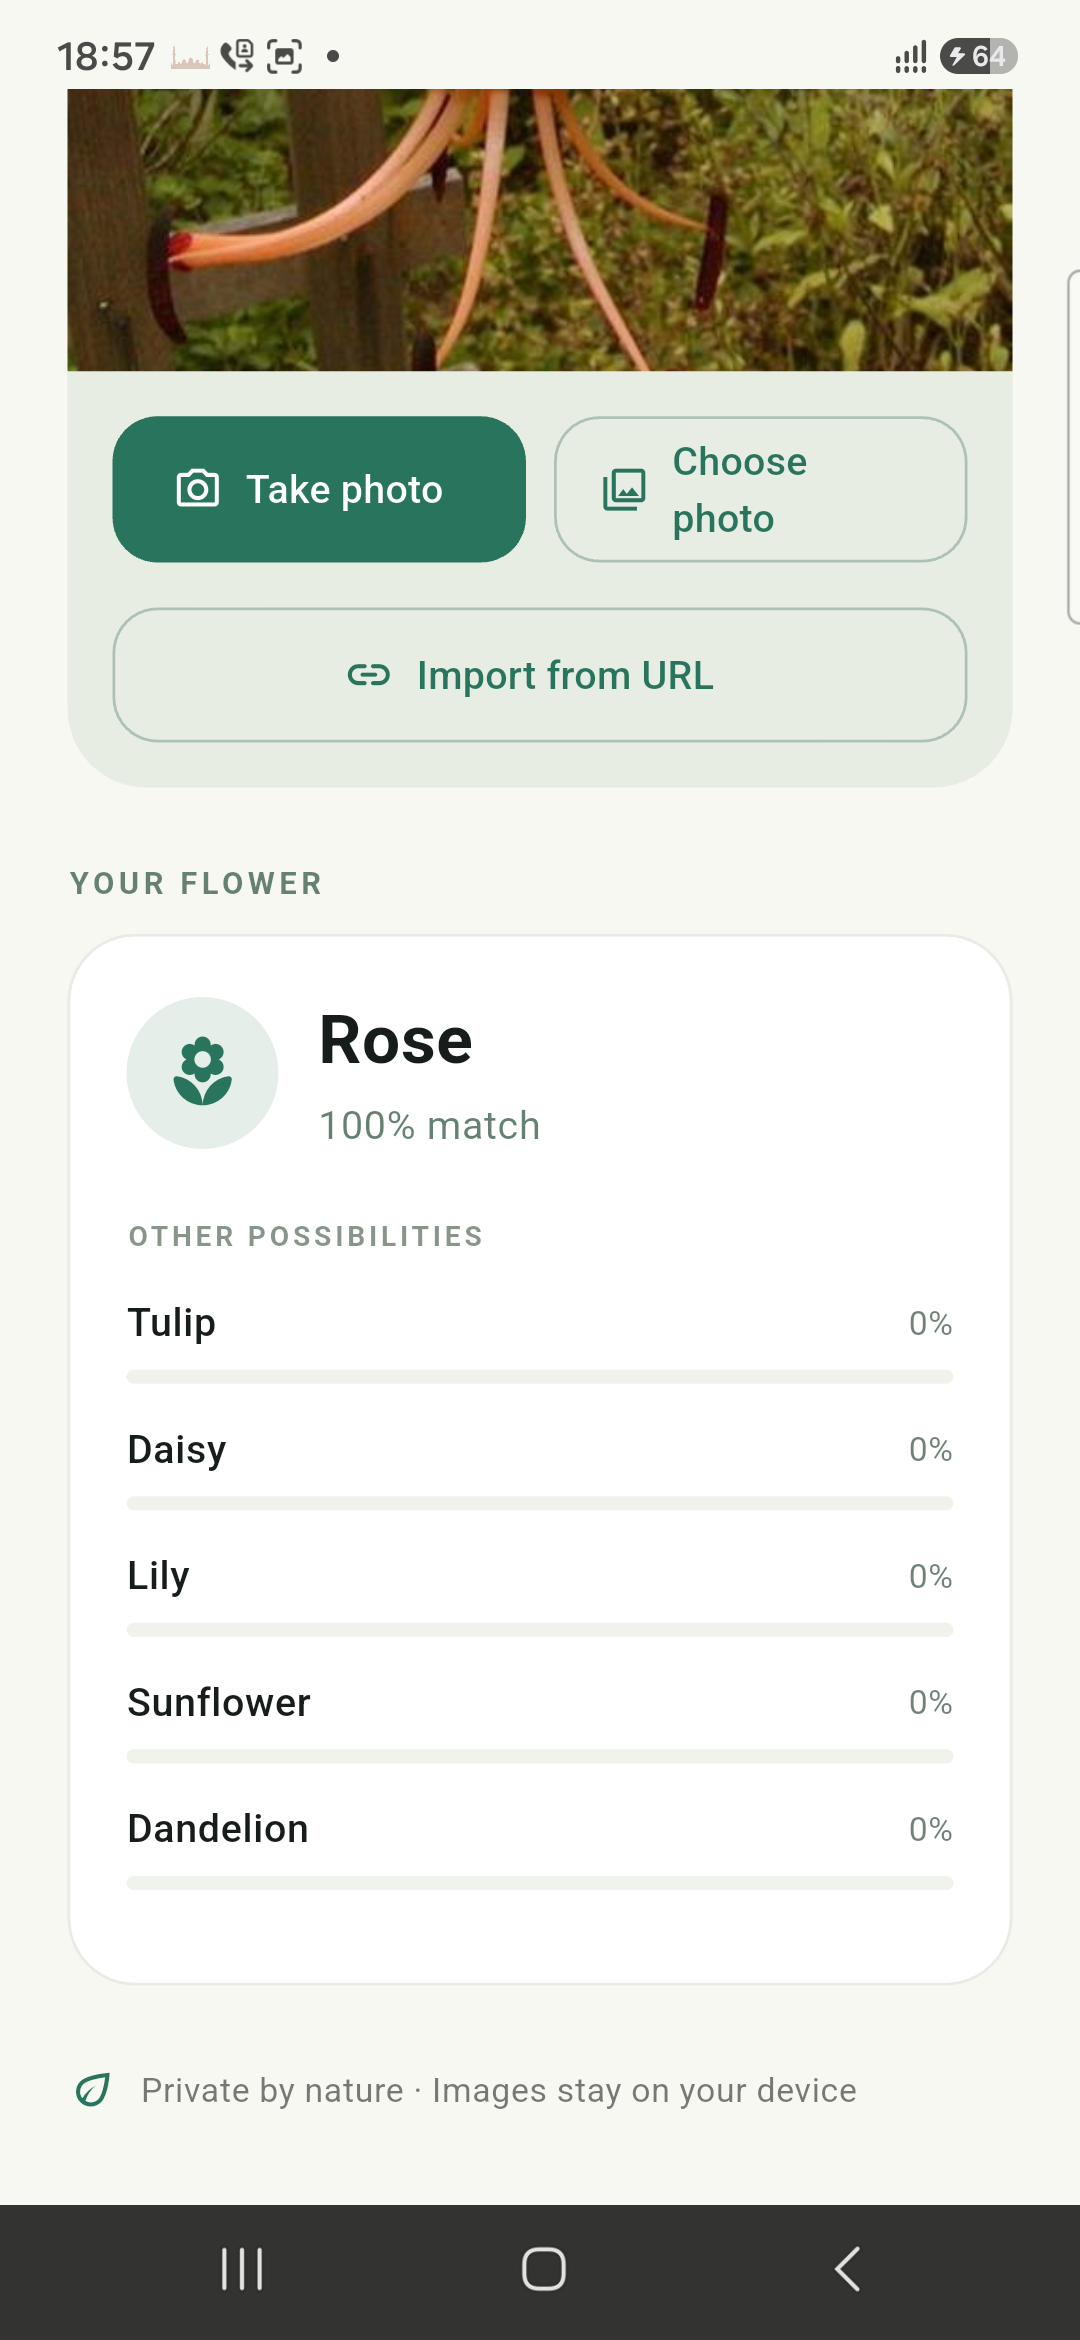 18:57
64
Take photo
Choose
photo
Import from URL
YOUR FLOWER
Rose
100% match
OTHER POSSIBILITIES
Tulip 0%
Daisy 0%
Lily 0%
Sunflower 0%
Dandelion 0%
Private by nature · Images stay on your device